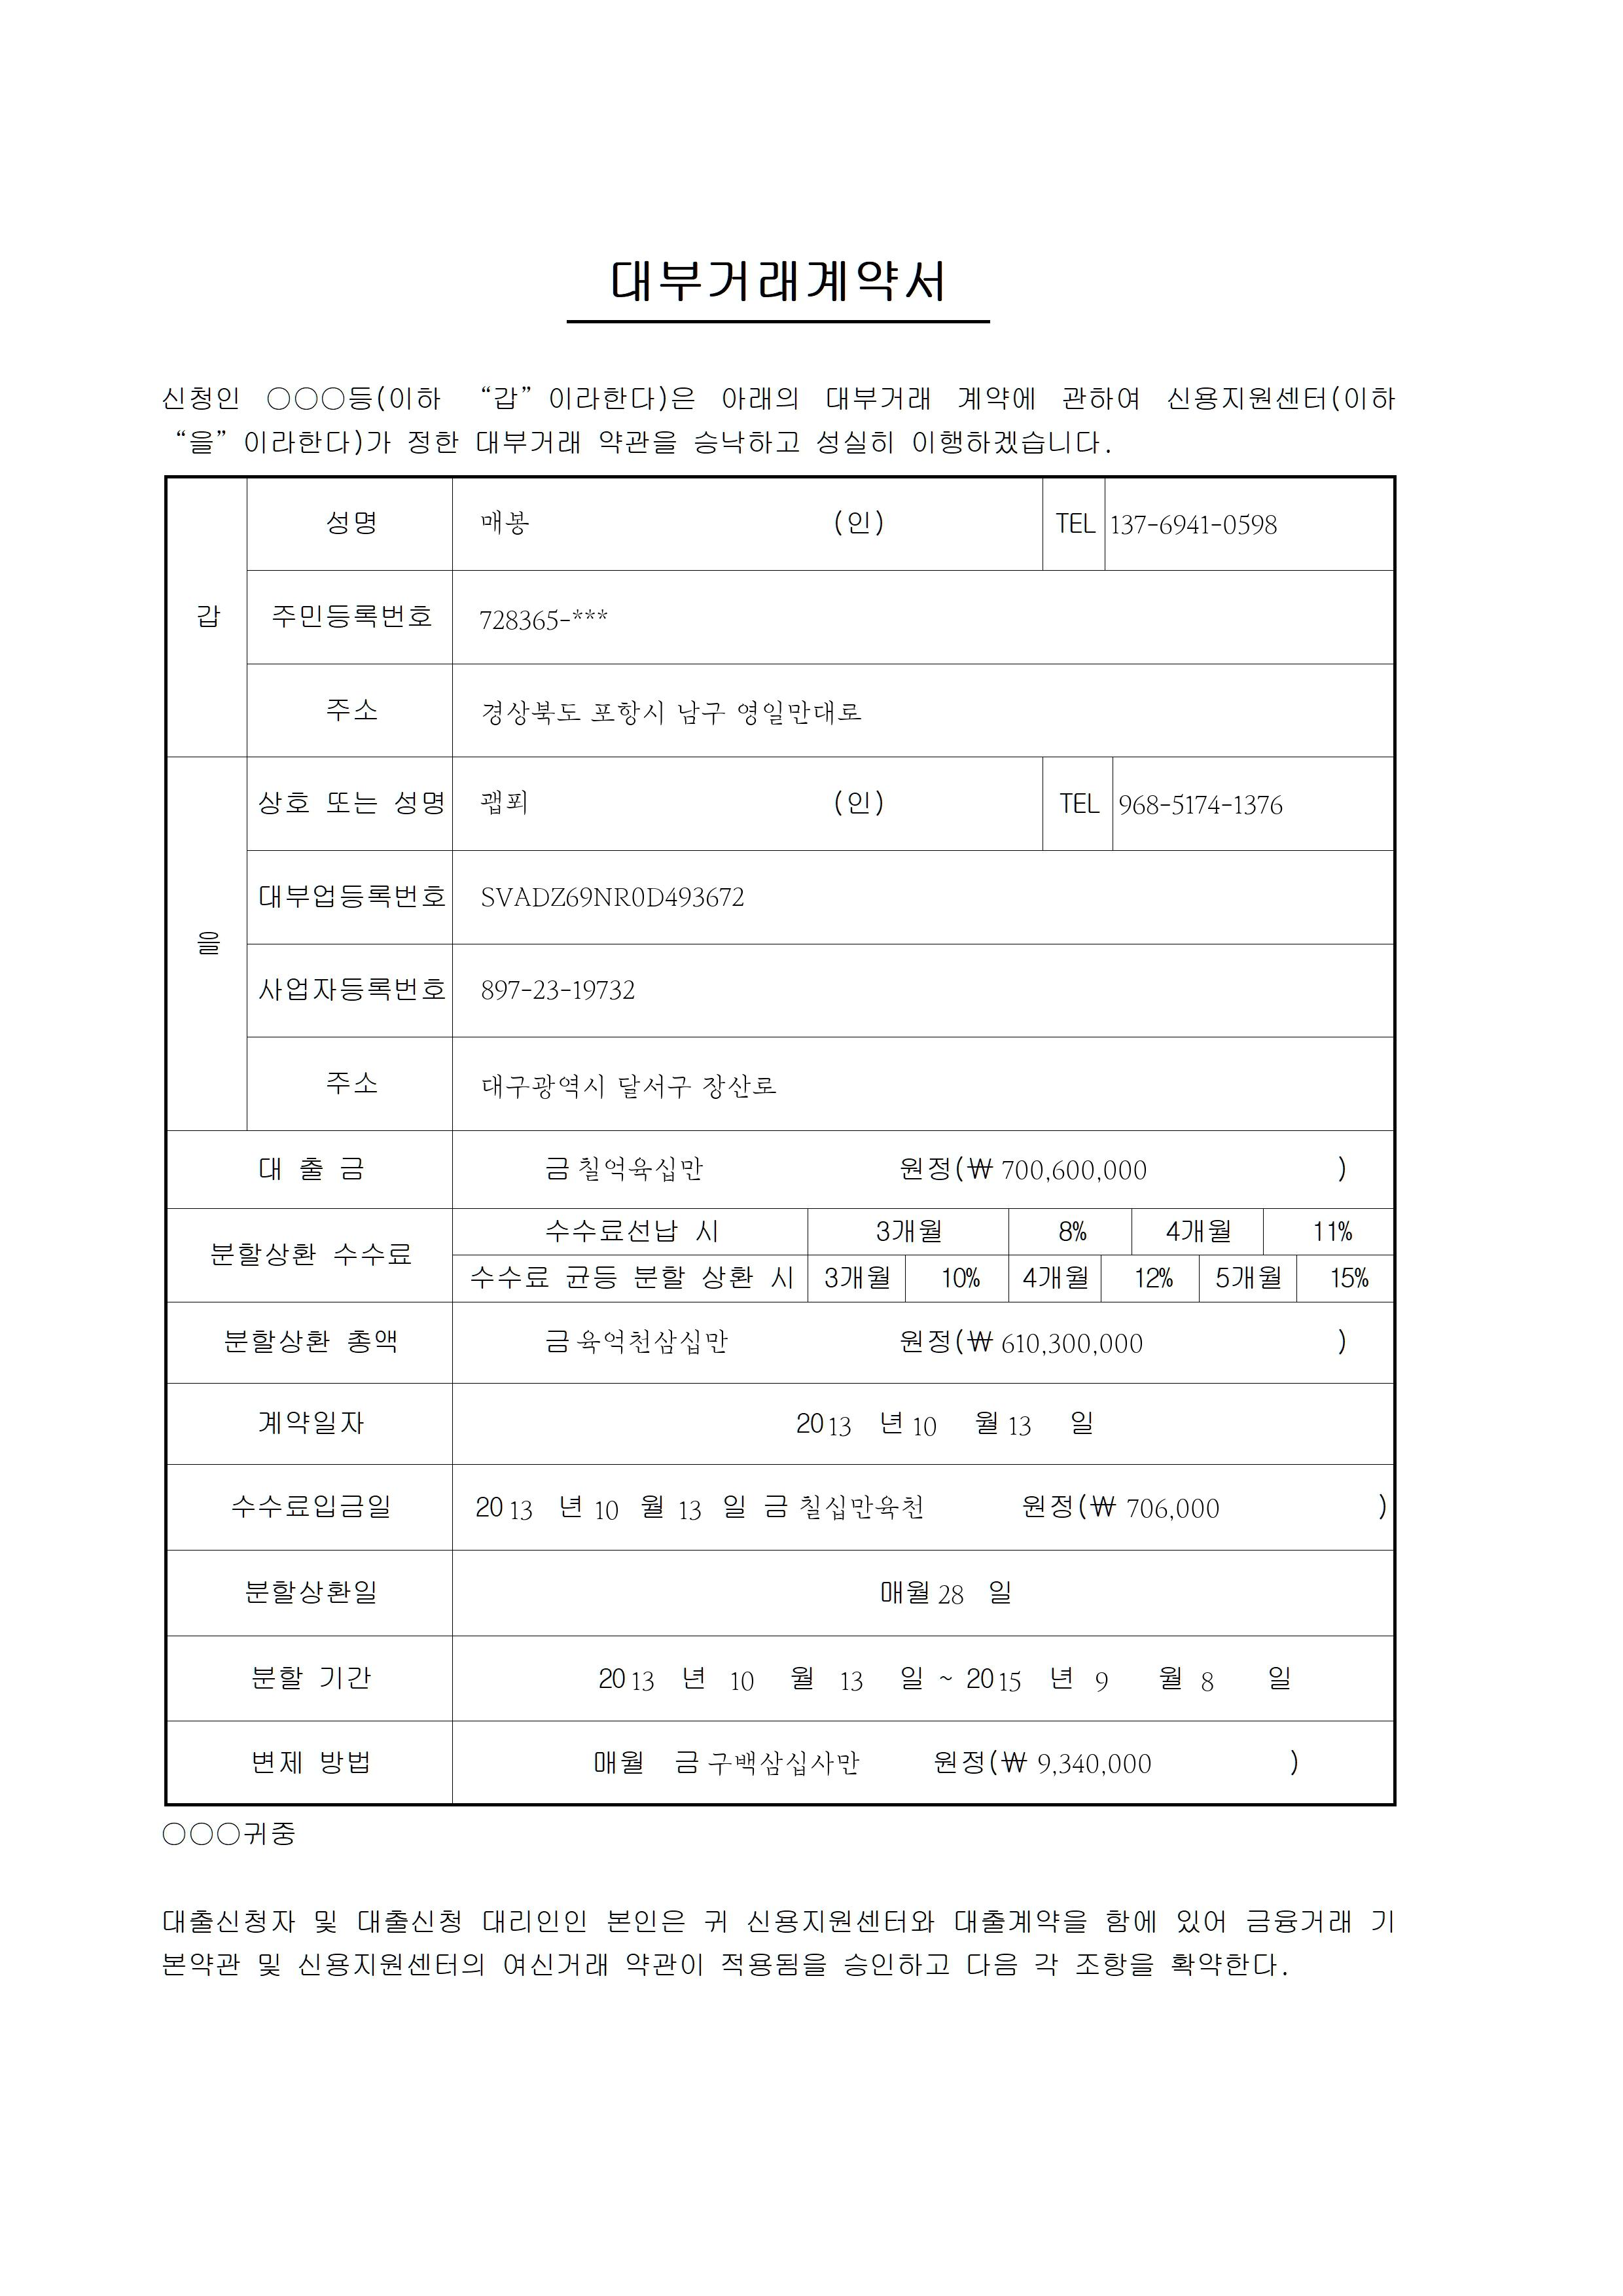 대부거래계약서
신청인 ○○○등(이하 “갑”이라한다)은 아래의 대부거래 계약에 관하여 신용지원센터(이하
“을”이라한다)가 정한 대부거래 약관을 승낙하고 성실히 이행하겠습니다.
갑
성명 매봉 (인) TEL 137-6941-0598
주민등록번호 728365-***
주소 경상북도 포항시 남구 영일만대로
을
상호 또는 성명 괩푀 (인) TEL 968-5174-1376
대부업등록번호 SVADZ69NR0D493672
사업자등록번호 897-23-19732
주소 대구광역시 달서구 장산로
대 출 금 금 칠억육십만 원정(₩ 700,600,000 )
분할상환 수수료
수수료선납 시 3개월 8% 4개월 11%
수수료 균등 분할 상환 시 3개월 10% 4개월 12% 5개월 15%
분할상환 총액 금 육억천삼십만 원정(₩ 610,300,000 )
계약일자 2013 년 10 월 13 일
수수료입금일 2013 년 10 월 13 일 금 칠십만육천 원정(₩ 706,000 )
분할상환일 매월 28 일
분할 기간 2013 년 10 월 13 일 ~ 2015 년 9 월 8 일
변제 방법 매월 금 구백삼십사만 원정(₩ 9,340,000 )
○○○귀중
대출신청자 및 대출신청 대리인인 본인은 귀 신용지원센터와 대출계약을 함에 있어 금융거래 기
본약관 및 신용지원센터의 여신거래 약관이 적용됨을 승인하고 다음 각 조항을 확약한다.